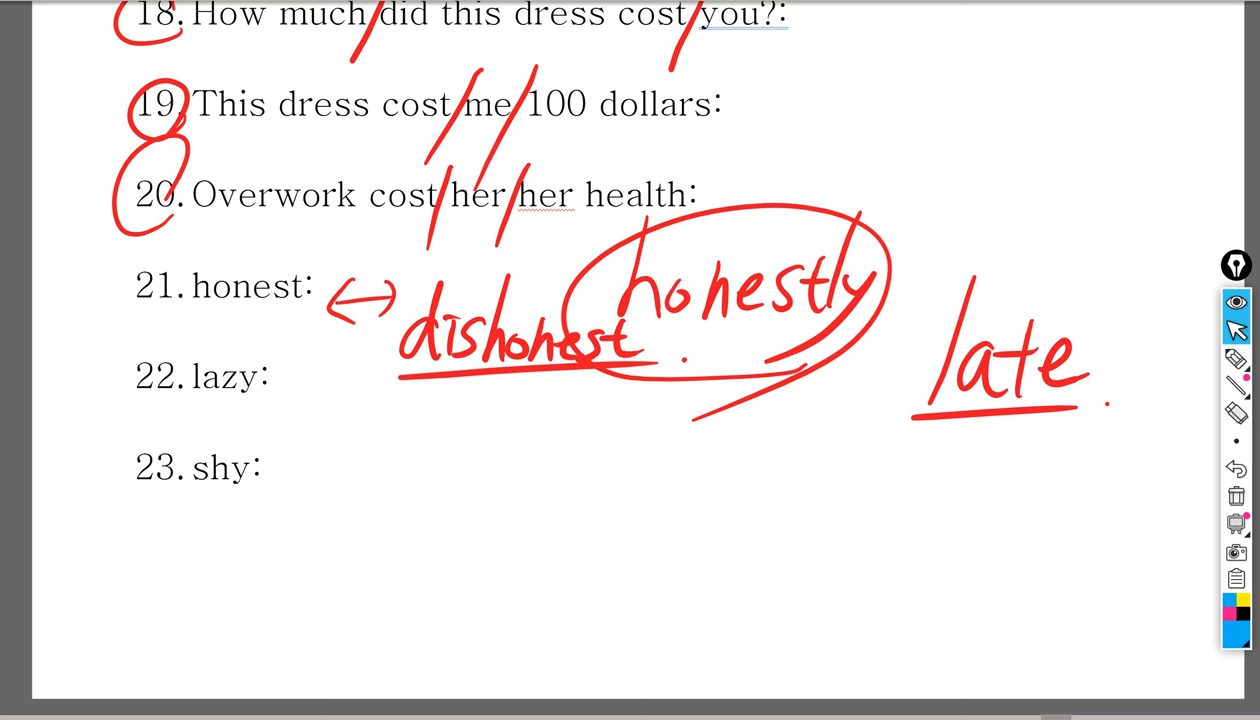 18. How much did this dress cost you?:
19. This dress cost me 100 dollars:
20. Overwork cost her her health:
21. honest: ↔ dishonest. honestly
late.
22. lazy:
23. shy: